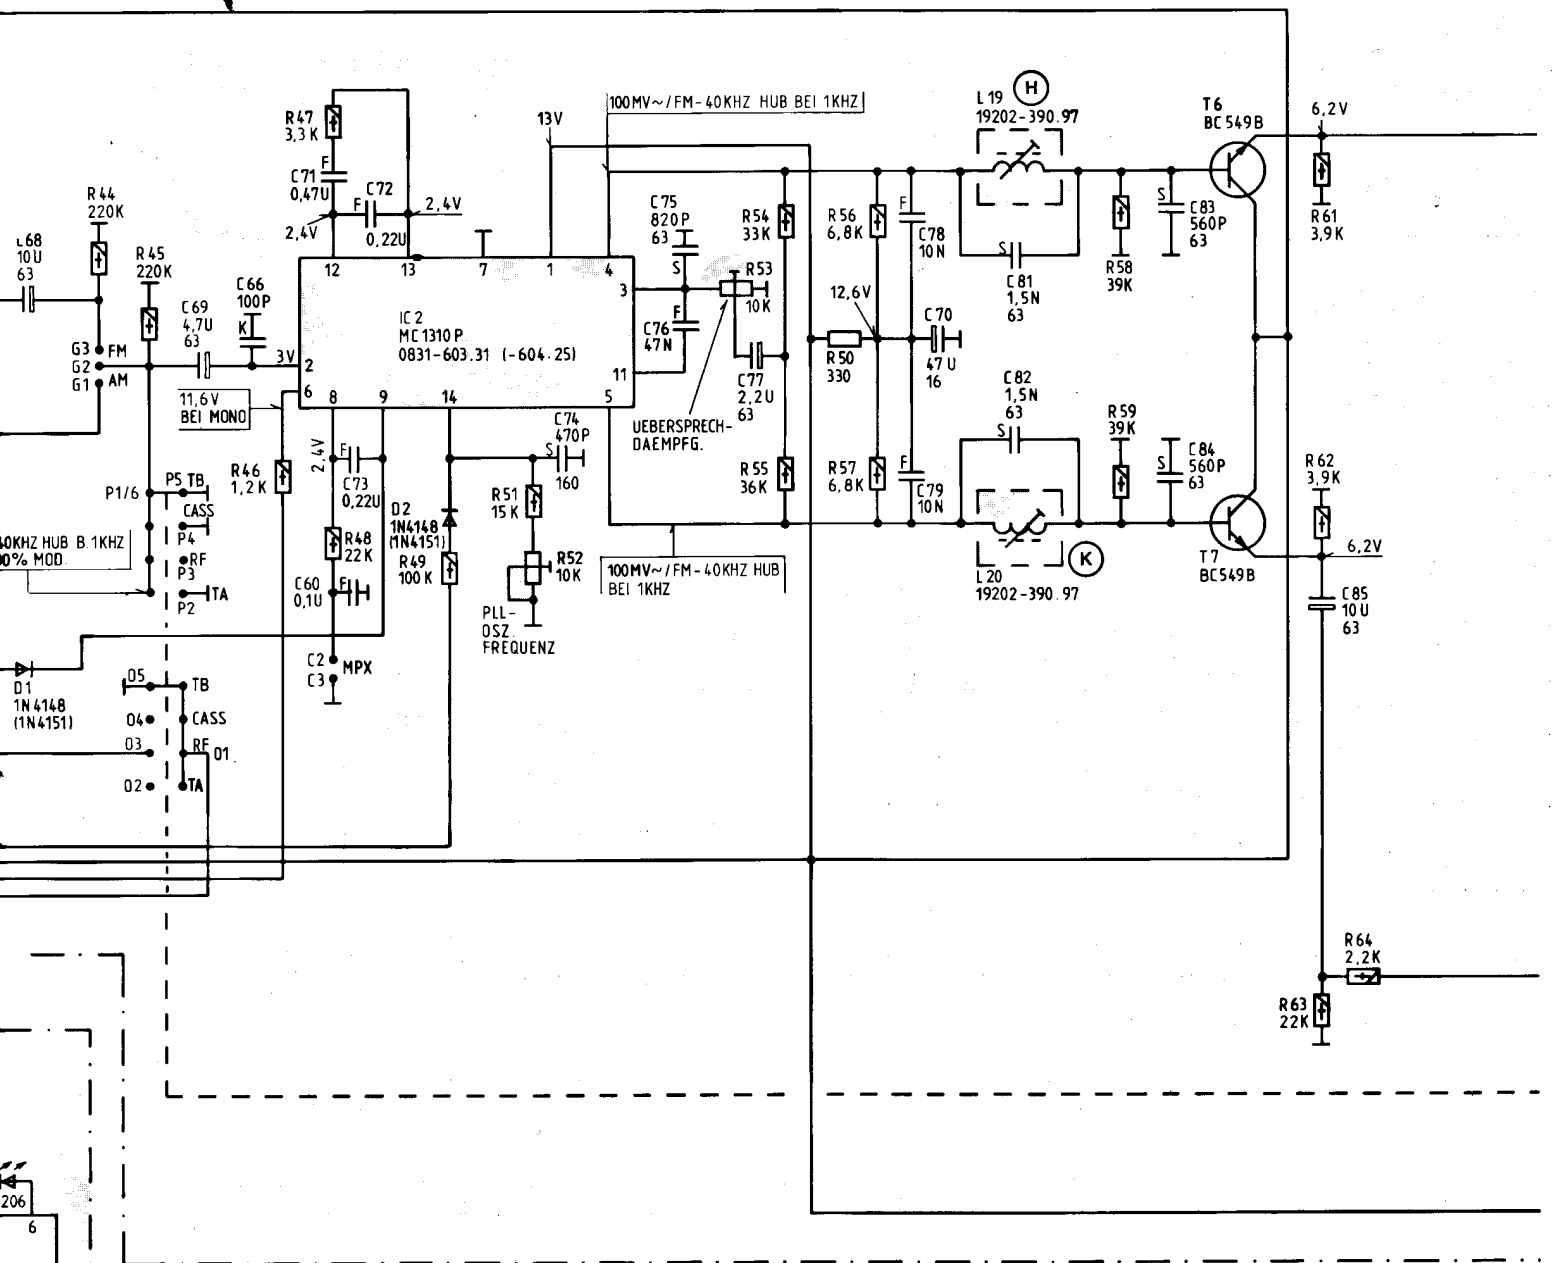 100MV~/FM-40KHZ HUB BEI 1KHZ
13V
R47
3,3K
F
C71
0,47U
C72
F
0,22U
2,4V
2,4V
R44
220K
68
10U
63
R45
220K
C69
4,7U
63
C66
100P
K
3V
G3
FM
G2
G1
AM
12
13
7
1
4
2
6
8
9
14
5
3
11
IC2
MC1310P
0831-603.31 (-604.25)
11,6V
BEI MONO
C75
820P
63
S
F
C76
47N
R53
10K
UEBERSPRECH-
DAEMPFG.
C77
2,2U
63
R54
33K
R55
36K
R56
6,8K
R57
6,8K
F
C78
10N
F
C79
10N
12,6V
R50
330
C70
47U
16
L19
19202-390.97
H
S
C81
1,5N
63
C82
1,5N
63
S
L20
19202-390.97
K
R58
39K
R59
39K
S
C83
560P
63
S
C84
560P
63
T6
BC549B
T7
BC549B
6,2V
R61
3,9K
R62
3,9K
6,2V
C85
10U
63
R64
2,2K
R63
22K
2,4V
F
C73
0,22U
R46
1,2K
R48
22K
C60
0,1U
F
C2
MPX
C3
D2
1N4148
(1N4151)
R49
100K
C74
470P
S
160
R51
15K
R52
10K
PLL-
OSZ.
FREQUENZ
100MV~/FM-40KHZ HUB
BEI 1KHZ
P1/6
P5
TB
CASS
P4
RF
P3
TA
P2
40KHZ HUB B.1KHZ
00% MOD.
D1
1N4148
(1N4151)
05
TB
04
CASS
03
RF
01
02
TA
206
6